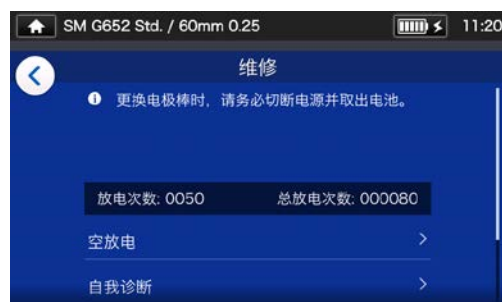 SM G652 Std. / 60mm 0.25 11:20
维修
更换电极棒时，请务必切断电源并取出电池。
放电次数: 0050 总放电次数: 000080
空放电
自我诊断